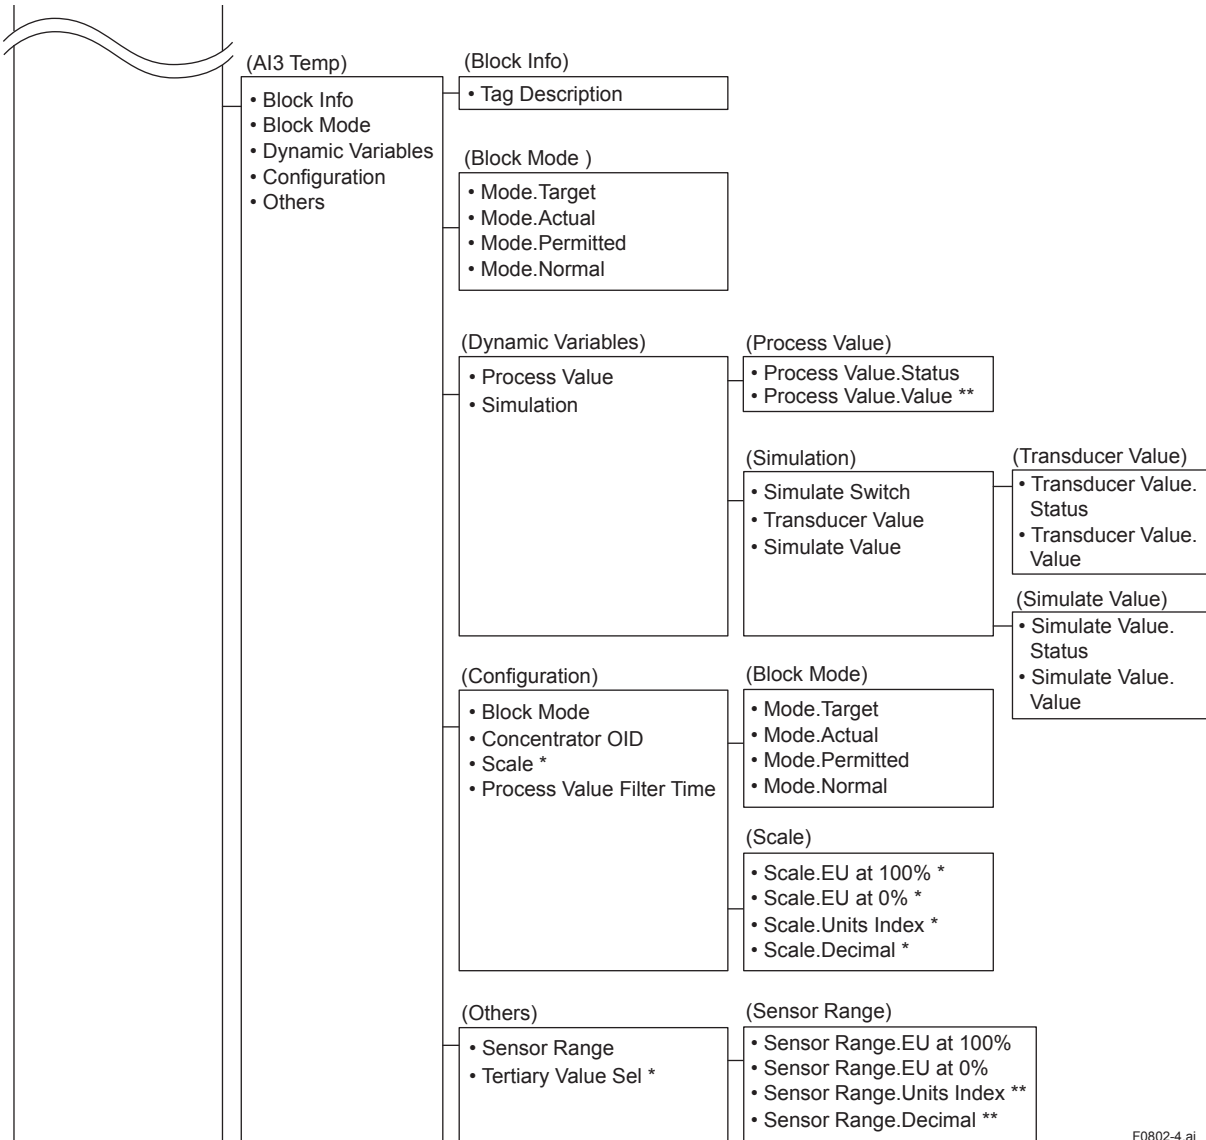 (AI3 Temp)
• Block Info
• Block Mode
• Dynamic Variables
• Configuration
• Others
(Block Info)
• Tag Description
(Block Mode )
• Mode.Target
• Mode.Actual
• Mode.Permitted
• Mode.Normal
(Dynamic Variables)
• Process Value
• Simulation
(Process Value)
• Process Value.Status
• Process Value.Value **
(Simulation)
• Simulate Switch
• Transducer Value
• Simulate Value
(Transducer Value)
• Transducer Value.
Status
• Transducer Value.
Value
(Simulate Value)
• Simulate Value.
Status
• Simulate Value.
Value
(Configuration)
• Block Mode
• Concentrator OID
• Scale *
• Process Value Filter Time
(Block Mode)
• Mode.Target
• Mode.Actual
• Mode.Permitted
• Mode.Normal
(Scale)
• Scale.EU at 100% *
• Scale.EU at 0% *
• Scale.Units Index *
• Scale.Decimal *
(Others)
• Sensor Range
• Tertiary Value Sel *
(Sensor Range)
• Sensor Range.EU at 100%
• Sensor Range.EU at 0%
• Sensor Range.Units Index **
• Sensor Range.Decimal **
F0802-4.ai